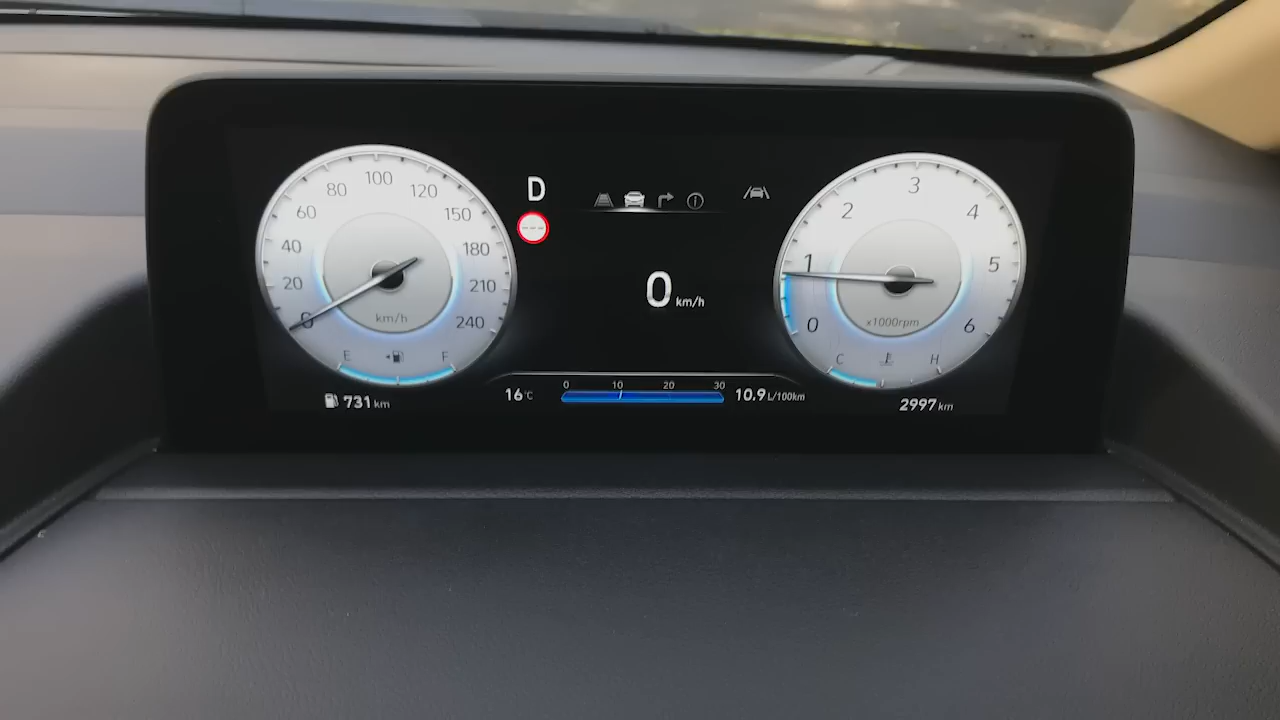 80 100 120
60 150
40 180
20 210
0 240
km/h
E F
731 km
D
0 km/h
0 10 20 30
16°C 10.9 L/100km
3
2 4
1 5
0 6
x1000rpm
C H
2997 km